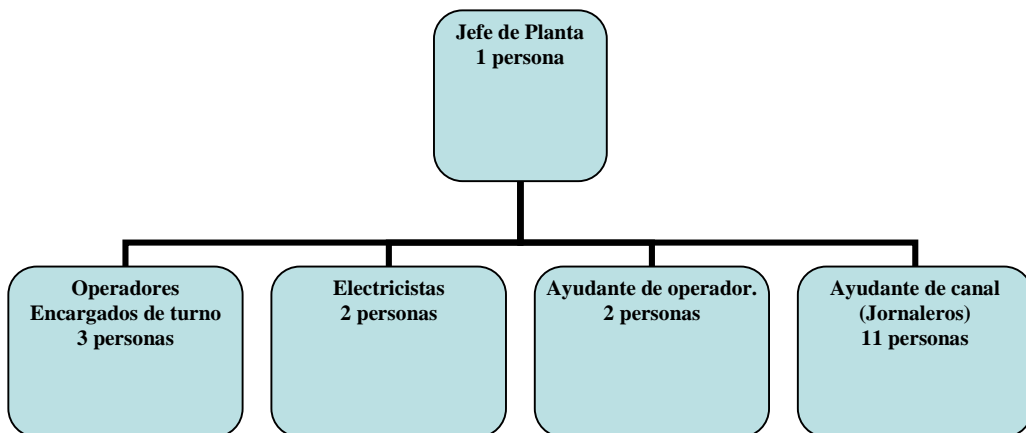 Jefe de Planta
1 persona
Operadores
Encargados de turno
3 personas
Electricistas
2 personas
Ayudante de operador.
2 personas
Ayudante de canal
(Jornaleros)
11 personas